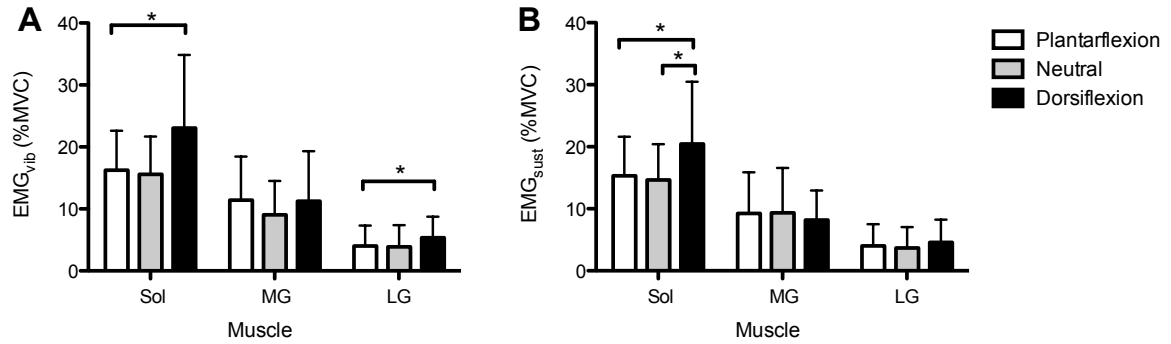 A
EMGvib (%MVC)
40
30
20
10
0
*
*
Sol
MG
LG
Muscle
B
EMGsust (%MVC)
40
30
20
10
0
*
*
Sol
MG
LG
Muscle
Plantarflexion
Neutral
Dorsiflexion